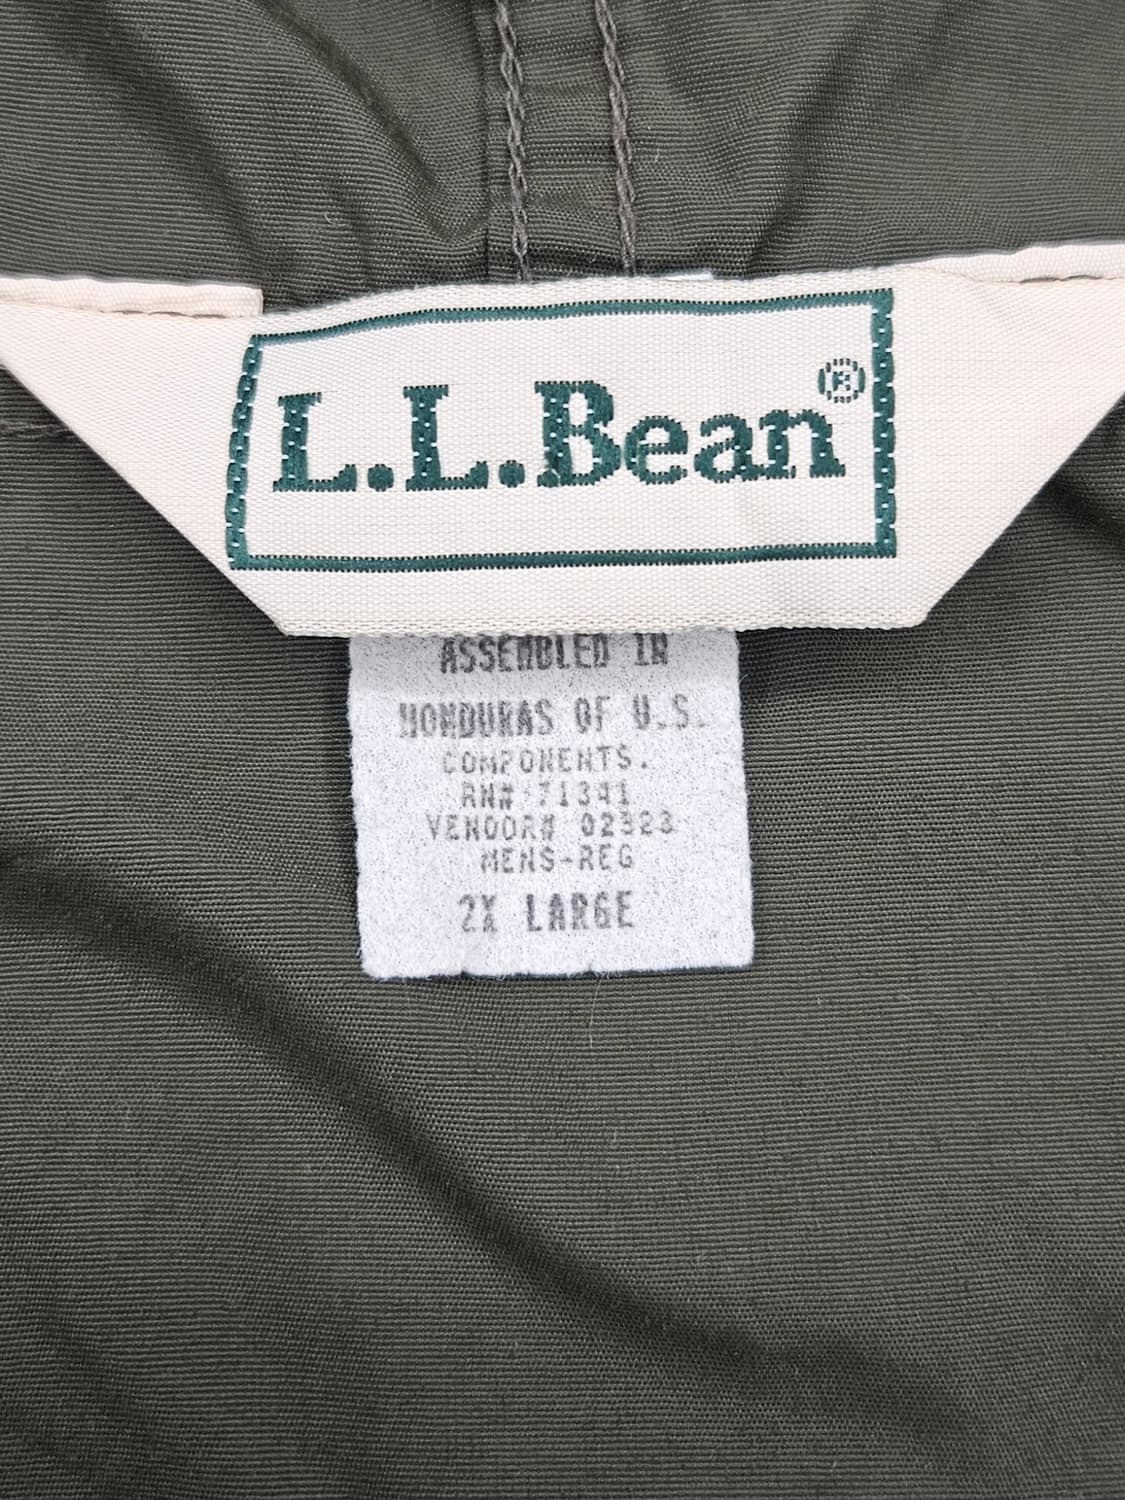 L.L.Bean®
ASSEMBLED IN
HONDURAS OF U.S.
COMPONENTS.
RN# 71341
VENDOR# 02323
MENS-REG
2X LARGE